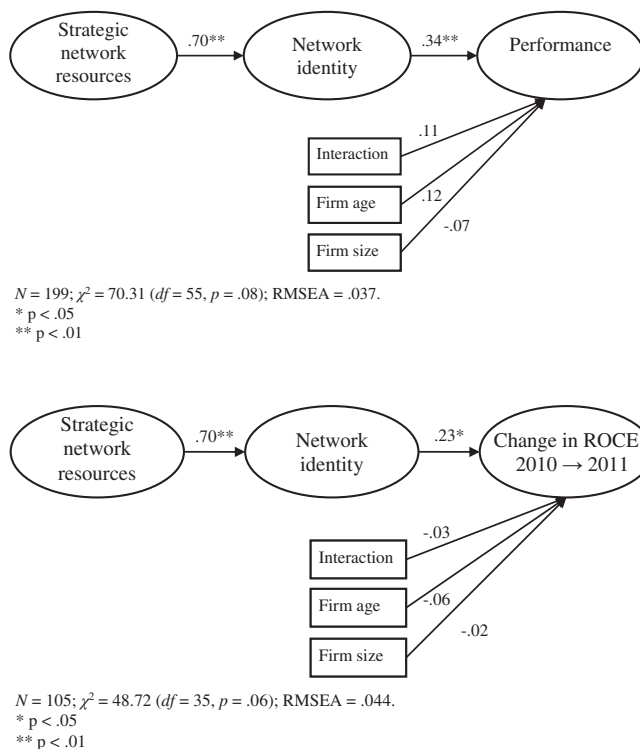 Strategic
network
resources
.70**
Network
identity
.34**
Performance
Interaction
.11
Firm age
.12
Firm size
-.07
N = 199; χ² = 70.31 (df = 55, p = .08); RMSEA = .037.
* p < .05
** p < .01
Strategic
network
resources
.70**
Network
identity
.23*
Change in ROCE
2010 → 2011
Interaction
-.03
Firm age
-.06
Firm size
-.02
N = 105; χ² = 48.72 (df = 35, p = .06); RMSEA = .044.
* p < .05
** p < .01